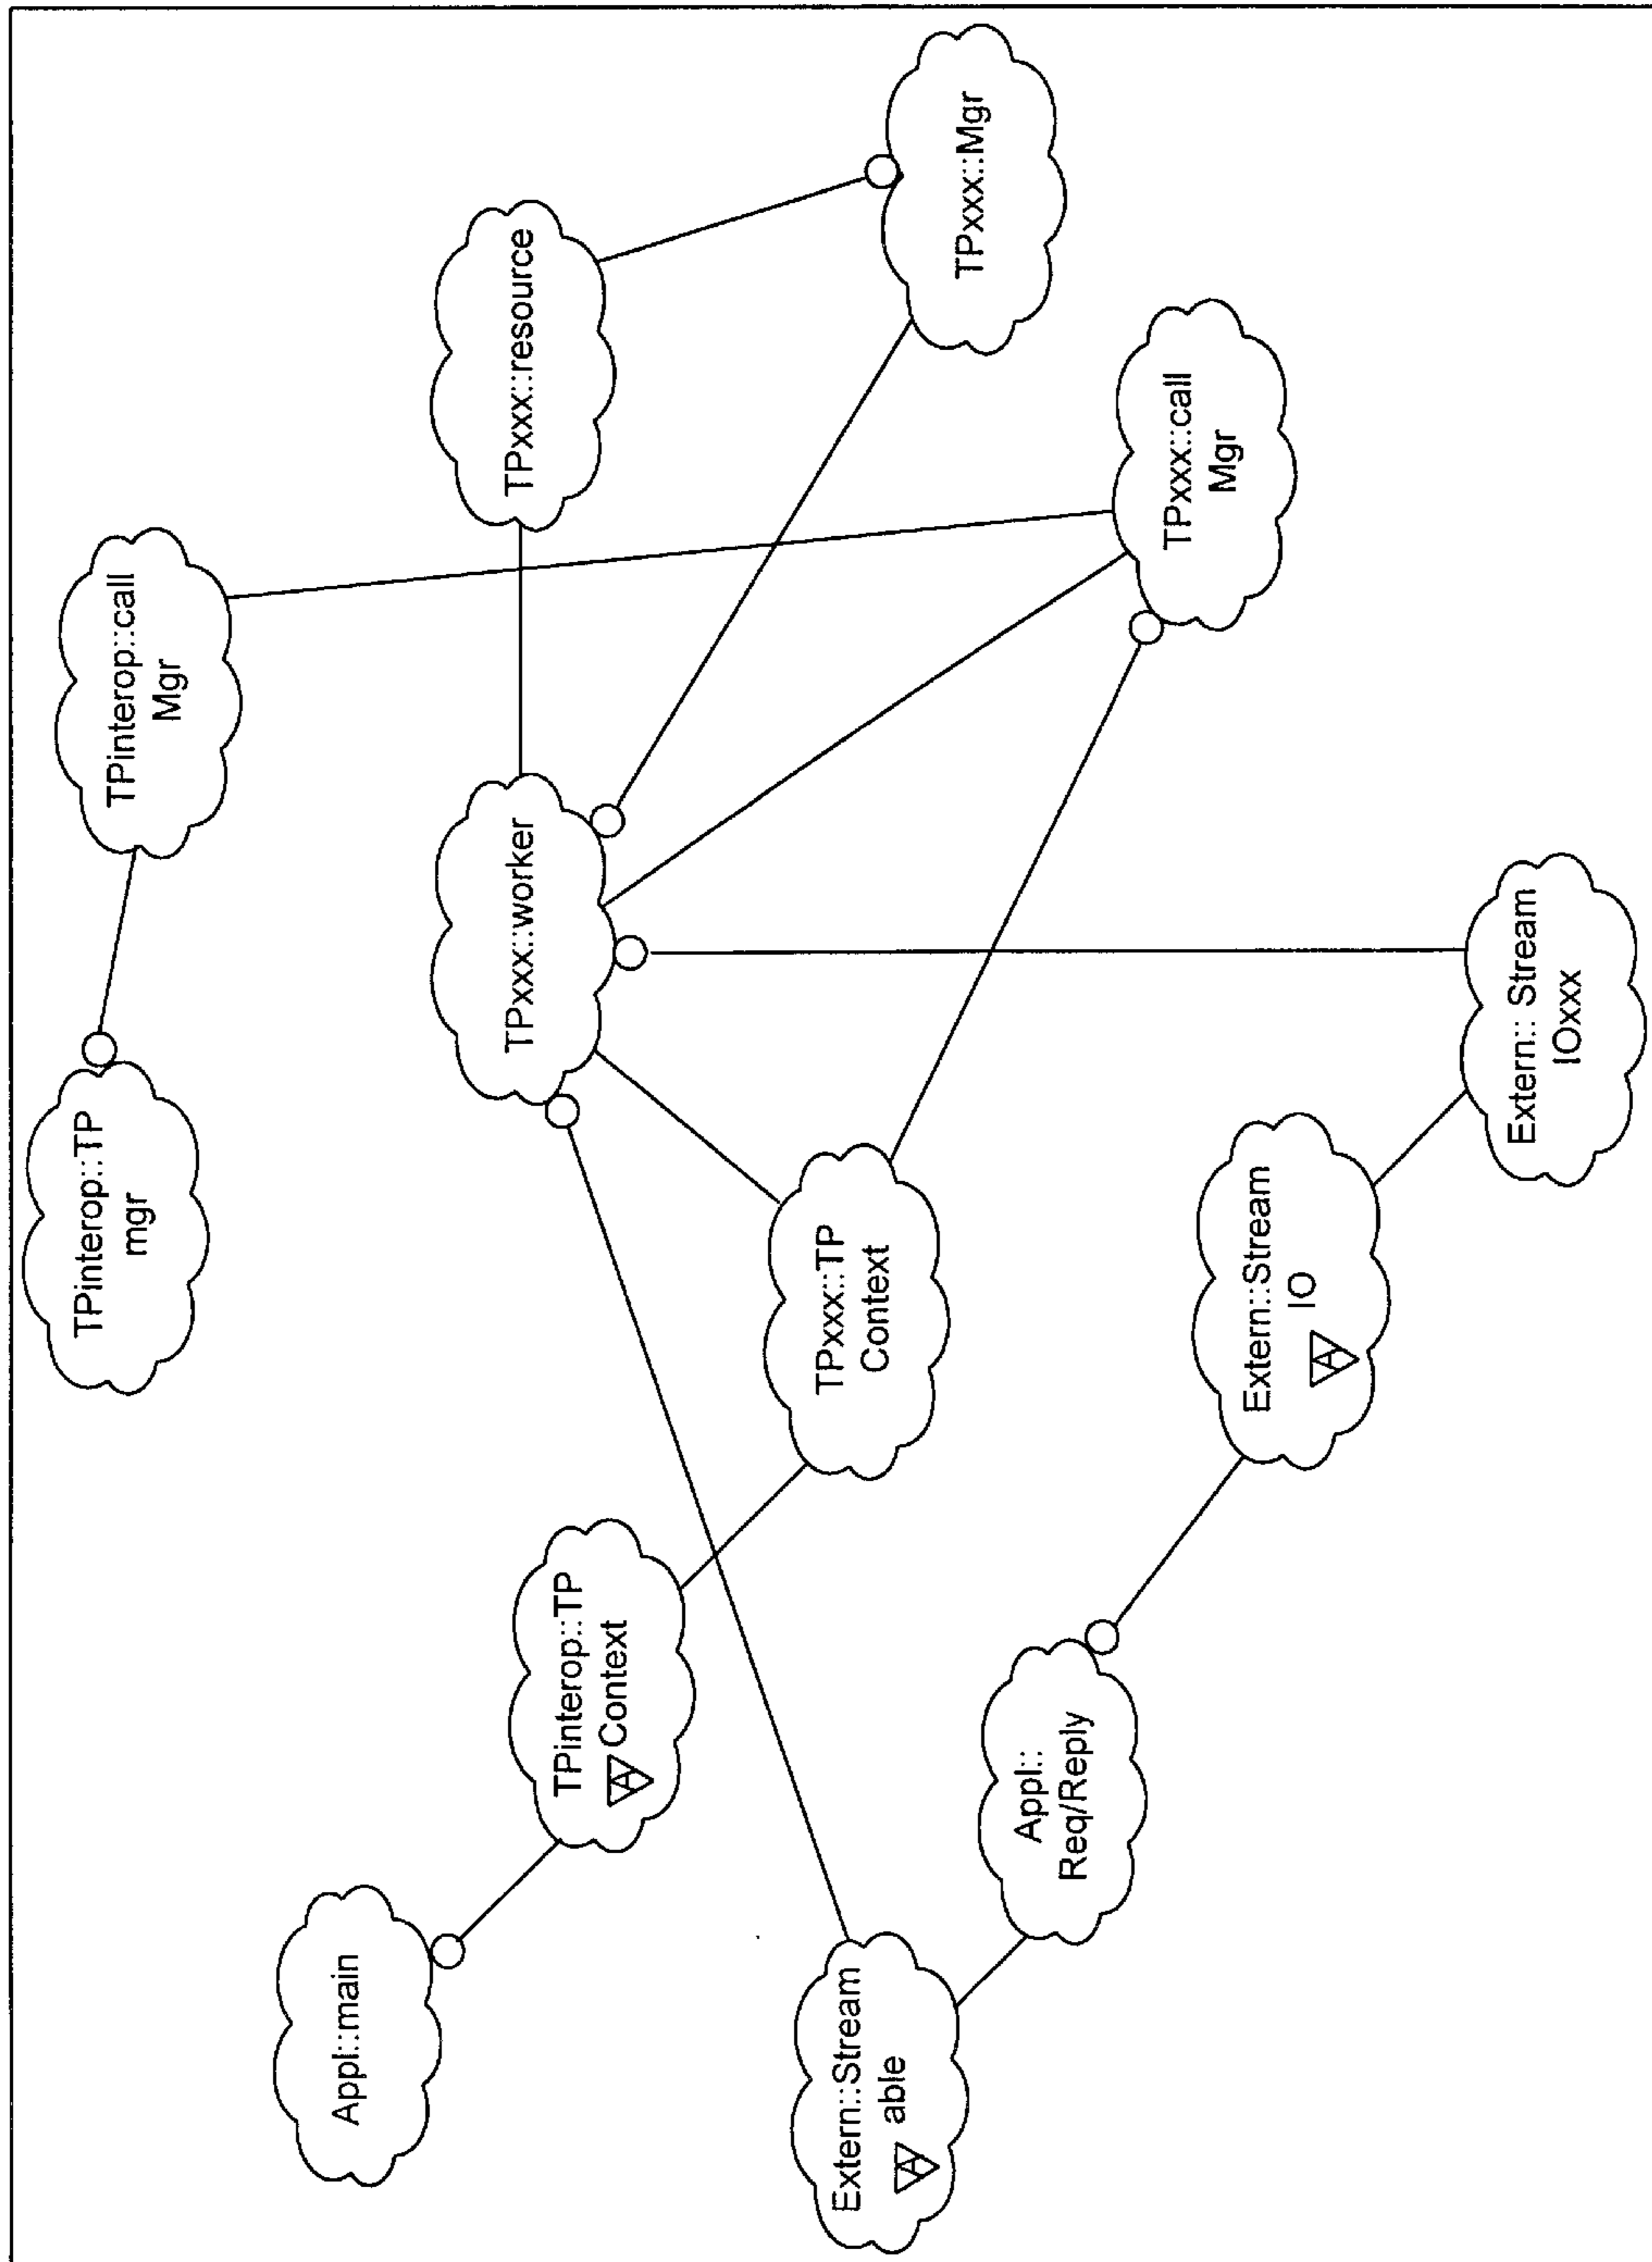 TPinterop::TP
mgr
TPinterop::call
Mgr
Appl::main
TPxxx::worker
TPxxx::resource
TPinterop::TP
A Context
TPxxx::TP
Context
Extern::Stream
able
A
TPxxx::Mgr
Appl::
Req/Reply
TPxxx::call
Mgr
Extern::Stream
IO
A
Extern:: Stream
IOxxx